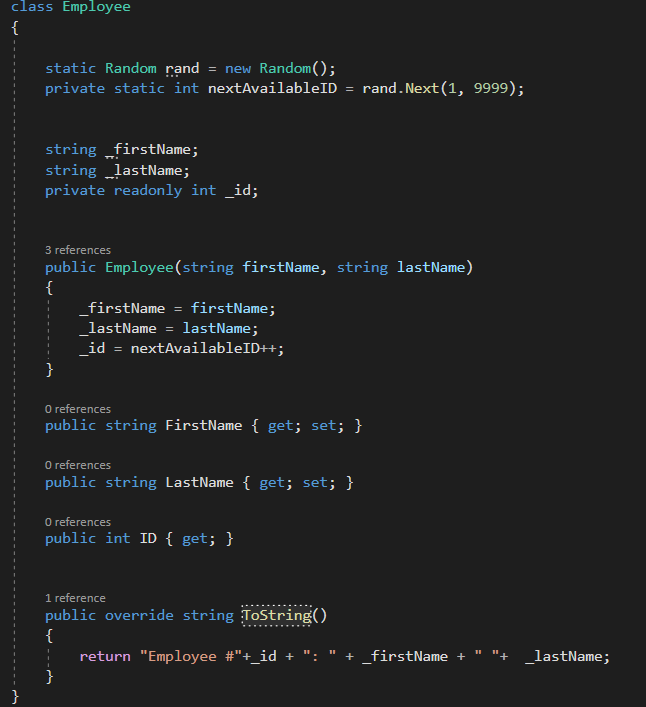 class Employee
{
static Random rand = new Random();
private static int nextAvailableID = rand.Next(1, 9999);
string _firstName;
string _lastName;
private readonly int _id;
3 references
public Employee(string firstName, string lastName)
{
_firstName = firstName;
_lastName = lastName;
_id = nextAvailableID++;
}
0 references
public string FirstName { get; set; }
0 references
public string LastName { get; set; }
0 references
public int ID { get; }
1 reference
public override string ToString()
{
return "Employee #"+_id + ": " + _firstName + " "+  _lastName;
}
}